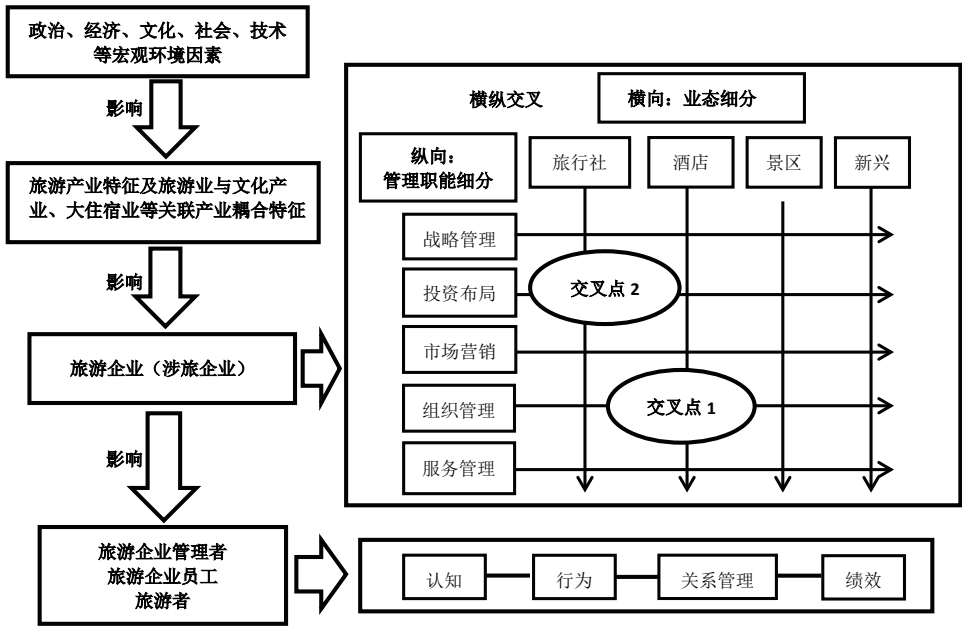 政治、经济、文化、社会、技术
等宏观环境因素
影响
旅游产业特征及旅游业与文化产
业、大住宿业等关联产业耦合特征
影响
旅游企业（涉旅企业）
影响
旅游企业管理者
旅游企业员工
旅游者
横纵交叉
横向：业态细分
纵向：
管理职能细分
旅行社
酒店
景区
新兴
战略管理
投资布局
市场营销
组织管理
服务管理
交叉点 2
交叉点 1
认知
行为
关系管理
绩效